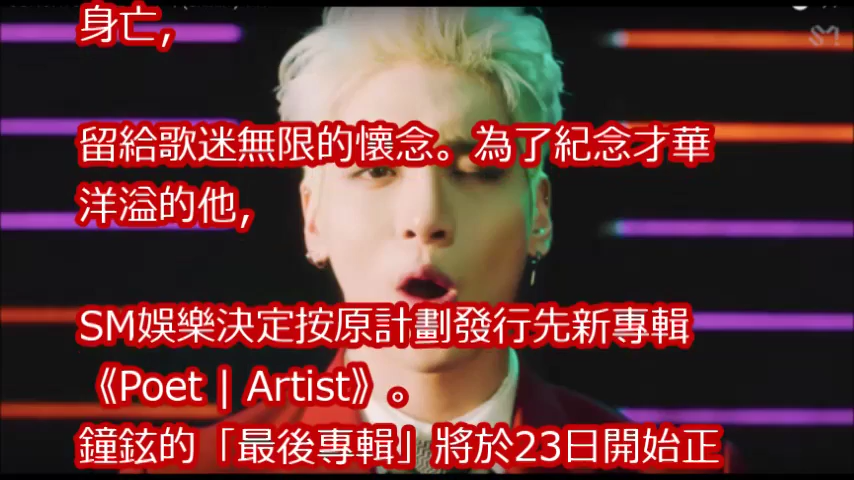 身亡,
留給歌迷無限的懷念。為了紀念才華
洋溢的他,
SM娛樂決定按原計劃發行先新專輯
《Poet | Artist》。
鐘鉉的「最後專輯」將於23日開始正